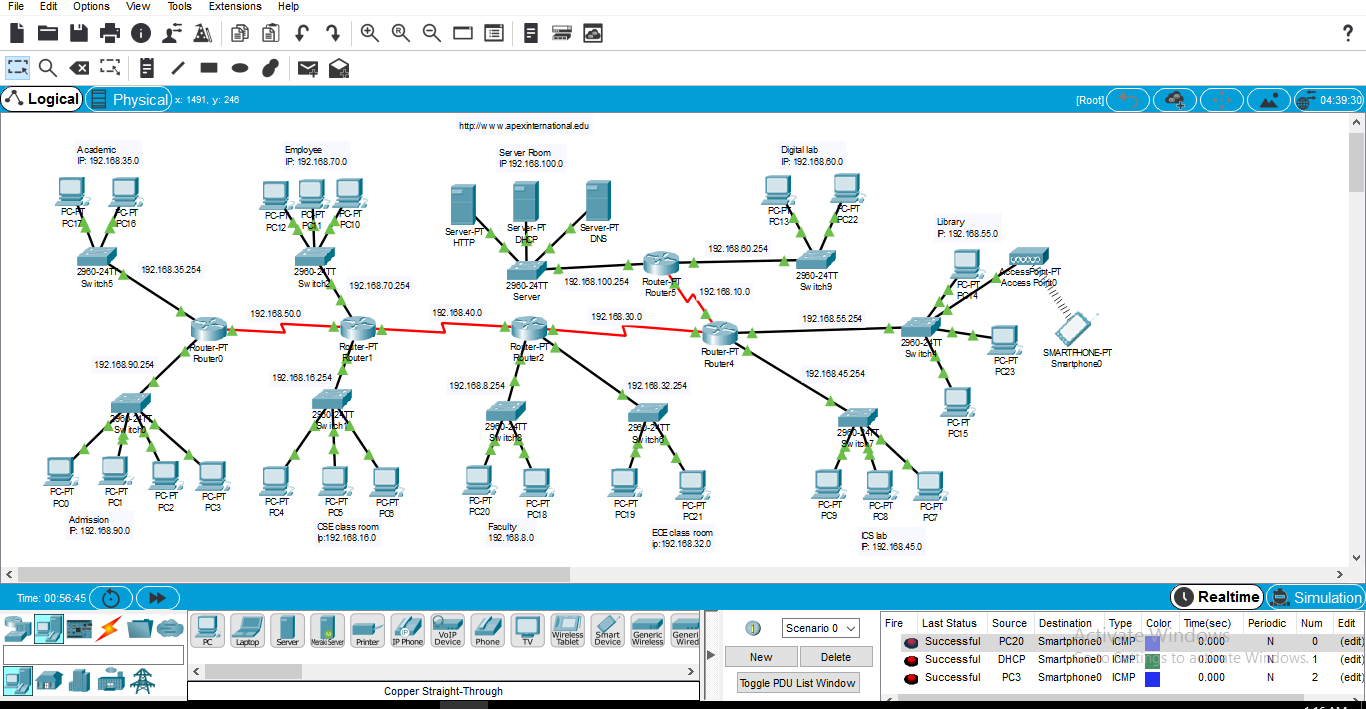 File Edit Options View Tools Extensions Help
Logical Physical x: 1491, y: 246 [Root] 04:39:30
http://www.apexinternational.edu
Academic
IP: 192.168.35.0
Employee
IP: 192.168.70.0
Server Room
IP 192.168.100.0
Digital lab
IP: 192.168.60.0
Library
IP: 192.168.55.0
PC-PT
PC17
PC-PT
PC16
PC-PT
PC12
PC-PT
PC11
PC-PT
PC10
Server-PT
HTTP
Server-PT
DHCP
Server-PT
DNS
PC-PT
PC13
PC-PT
PC22
2960-24TT
Switch5
2960-24TT
Switch2
2960-24TT
Server
Router-PT
Router5
2960-24TT
Switch9
PC-PT
PC14
AccessPoint-PT
Access Point0
192.168.35.254
192.168.70.254
192.168.100.254
192.168.60.254
192.168.10.0
192.168.50.0
192.168.40.0
192.168.30.0
192.168.55.254
Router-PT
Router0
Router-PT
Router1
Router-PT
Router2
Router-PT
Router4
2960-24TT
PC-PT
PC23
SMARTPHONE-PT
Smartphone0
192.168.90.254
192.168.16.254
192.168.8.254
192.168.32.254
192.168.45.254
2960-24TT
2960-24TT
2960-24TT
2960-24TT
2960-24TT
PC-PT
PC15
PC-PT
PC0
PC-PT
PC1
PC-PT
PC2
PC-PT
PC3
PC-PT
PC4
PC-PT
PC5
PC-PT
PC6
PC-PT
PC20
PC-PT
PC18
PC-PT
PC19
PC-PT
PC21
PC-PT
PC9
PC-PT
PC8
PC-PT
PC7
Admission
IP: 192.168.90.0
CSE class room
ip:192.168.16.0
Faculty
192.168.8.0
ECE class room
ip:192.168.32.0
ICS lab
IP: 192.168.45.0
Time: 00:56:45 Realtime Simulation
PC Laptop Server Meraki Server Printer IP Phone VoIP Device Phone TV Wireless Tablet Smart Device Generic Wireless Generi Wired
Copper Straight-Through
Scenario 0
New Delete
Toggle PDU List Window
Fire Last Status Source Destination Type Color Time(sec) Periodic Num Edit
Successful PC20 Smartphone0 ICMP 0.000 N 0 (edit)
Successful DHCP Smartphone0 ICMP 0.000 N 1 (edit)
Successful PC3 Smartphone0 ICMP 0.000 N 2 (edit)
Activate Windows
Go to Settings to activate Windows.